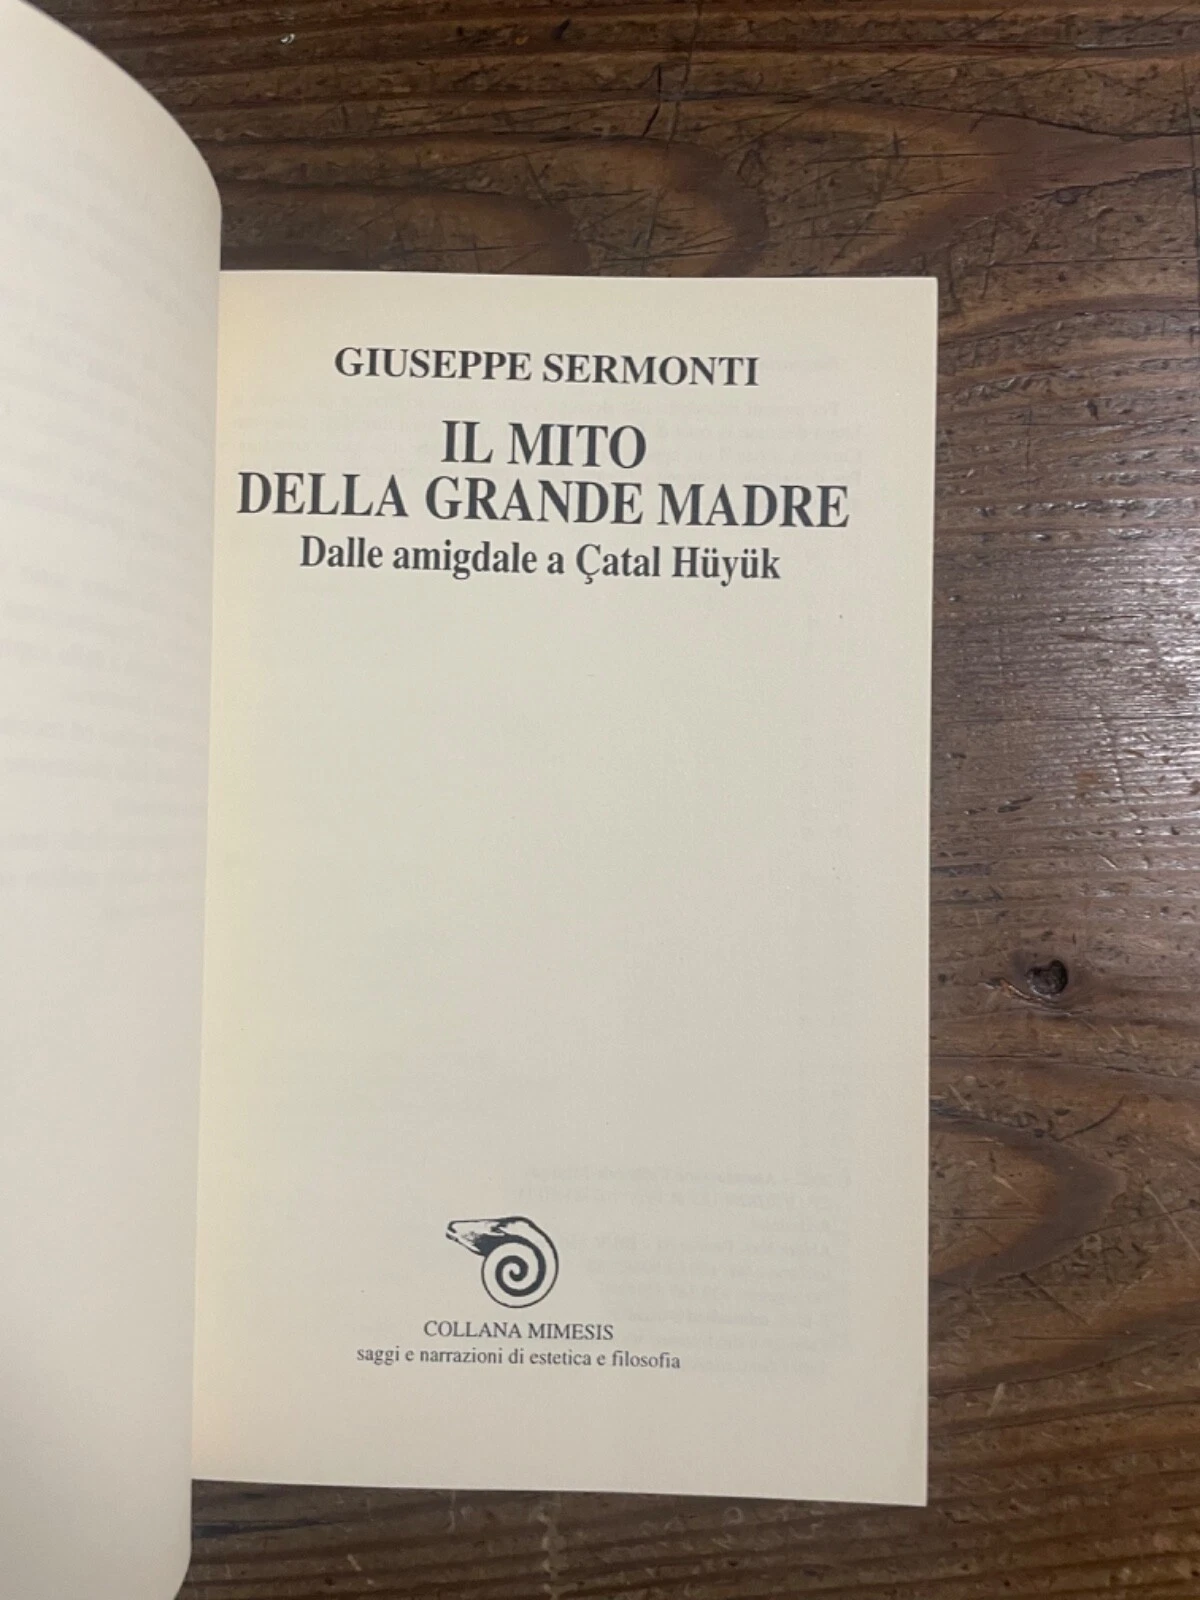 GIUSEPPE SERMONTI
IL MITO
DELLA GRANDE MADRE
Dalle amigdale a Çatal Hüyük
COLLANA MIMESIS
saggi e narrazioni di estetica e filosofia